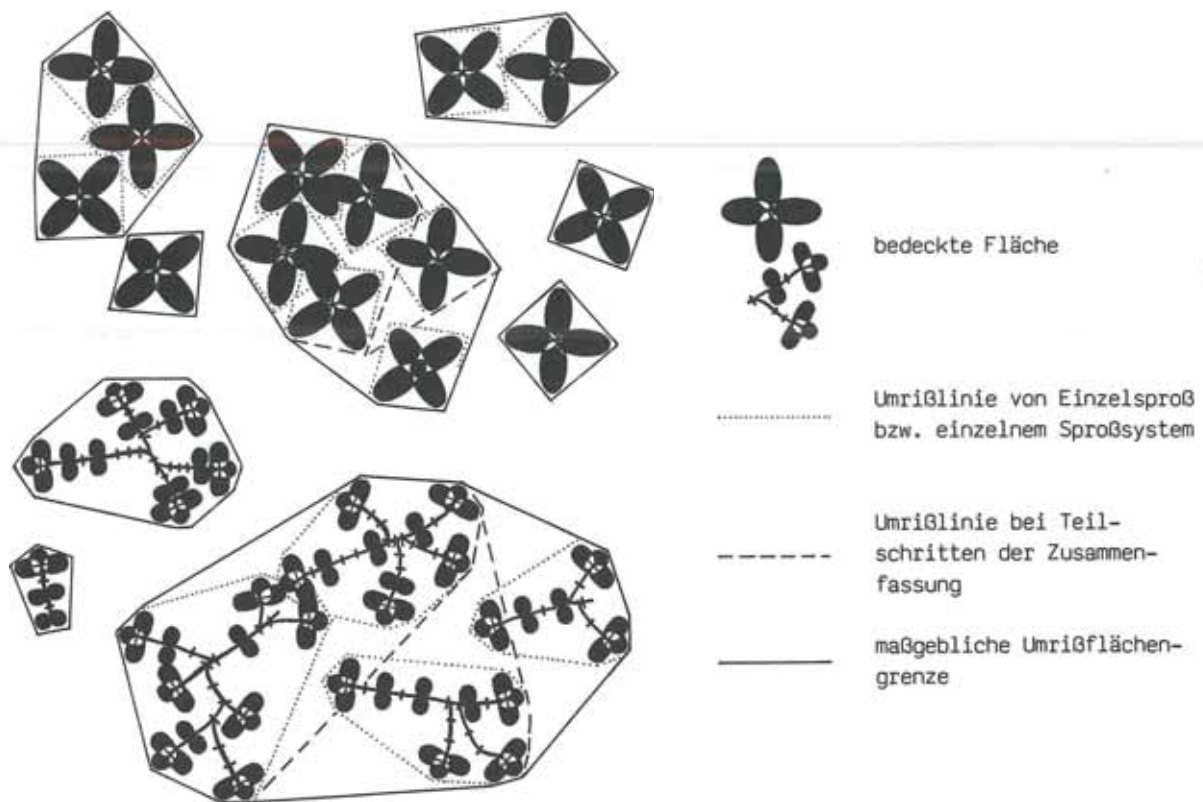 bedeckte Fläche
Umrißlinie von Einzelsproß
bzw. einzelnem Sproßsystem
Umrißlinie bei Teil-
schritten der Zusammen-
fassung
maßgebliche Umrißflächen-
grenze